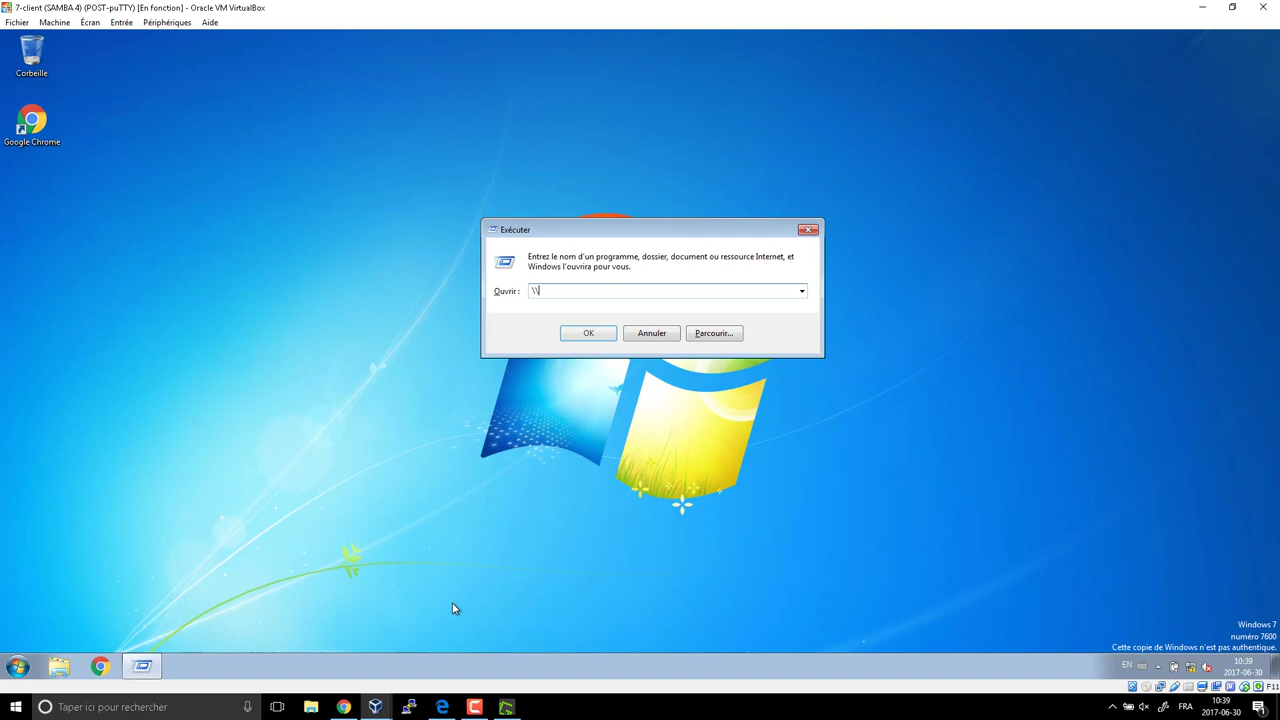 7-client (SAMBA 4) (POST-puTTY) [En fonction] - Oracle VM VirtualBox
Fichier Machine Écran Entrée Périphériques Aide
Corbeille
Google Chrome
Exécuter
Entrez le nom d'un programme, dossier, document ou ressource Internet, et
Windows l'ouvrira pour vous.
Ouvrir : \\
OK Annuler Parcourir...
Windows 7
numéro 7600
Cette copie de Windows n'est pas authentique.
EN 10:39
2017-06-30
F11
Taper ici pour rechercher
FRA 10:39
2017-06-30
1